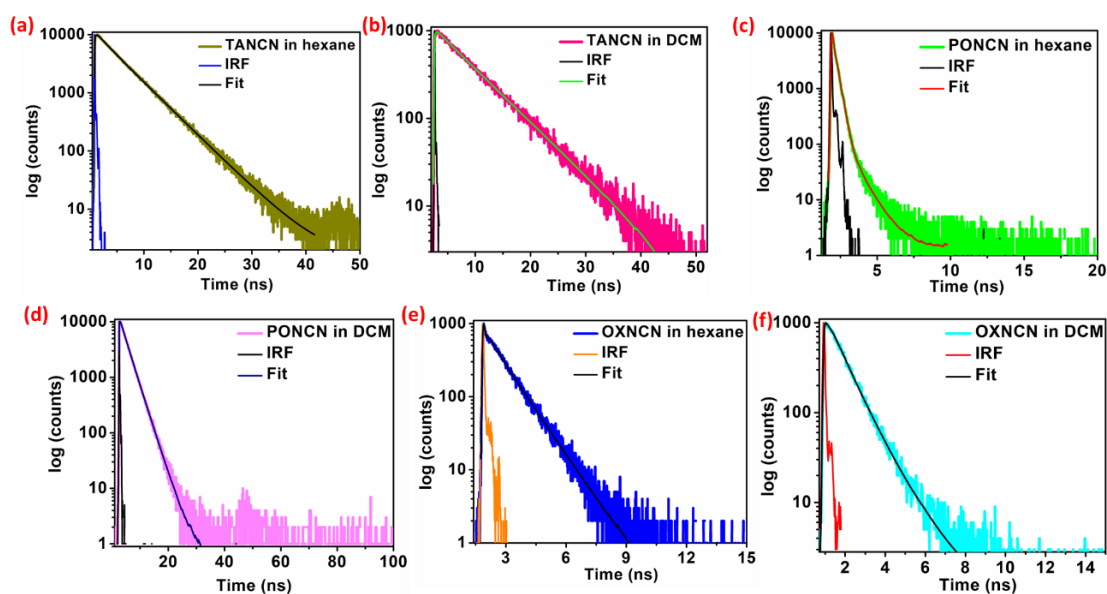 (a)
10000
1000
100
10
log (counts)
TANCN in hexane
IRF
Fit
10 20 30 40 50
Time (ns)
(b)
1000
100
10
log (counts)
TANCN in DCM
IRF
Fit
10 20 30 40 50
Time (ns)
(c)
10000
1000
100
10
1
log (counts)
PONCN in hexane
IRF
Fit
5 10 15 20
Time (ns)
(d)
10000
1000
100
10
1
log (counts)
PONCN in DCM
IRF
Fit
20 40 60 80 100
Time (ns)
(e)
1000
100
10
1
log (counts)
OXNCN in hexane
IRF
Fit
3 6 9 12 15
Time (ns)
(f)
1000
100
10
log (counts)
OXNCN in DCM
IRF
Fit
2 4 6 8 10 12 14
Time (ns)